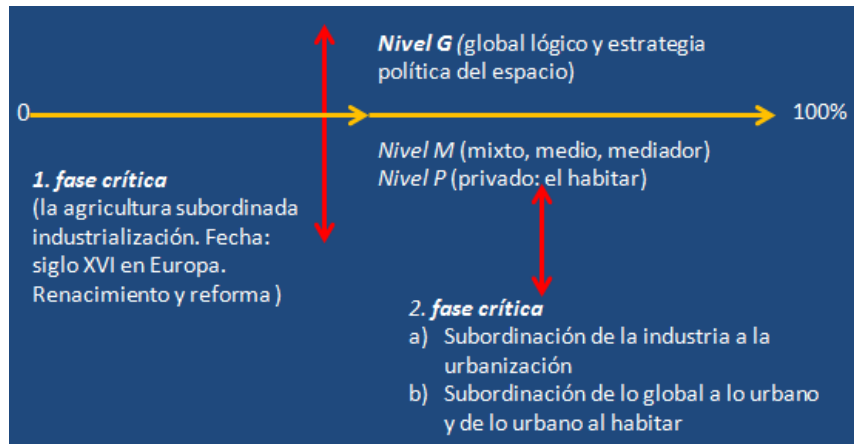 Nivel G (global lógico y estrategia
política del espacio)
0
100%
Nivel M (mixto, medio, mediador)
Nivel P (privado: el habitar)
1. fase crítica
(la agricultura subordinada
industrialización. Fecha:
siglo XVI en Europa.
Renacimiento y reforma )
2. fase crítica
a) Subordinación de la industria a la
urbanización
b) Subordinación de lo global a lo urbano
y de lo urbano al habitar